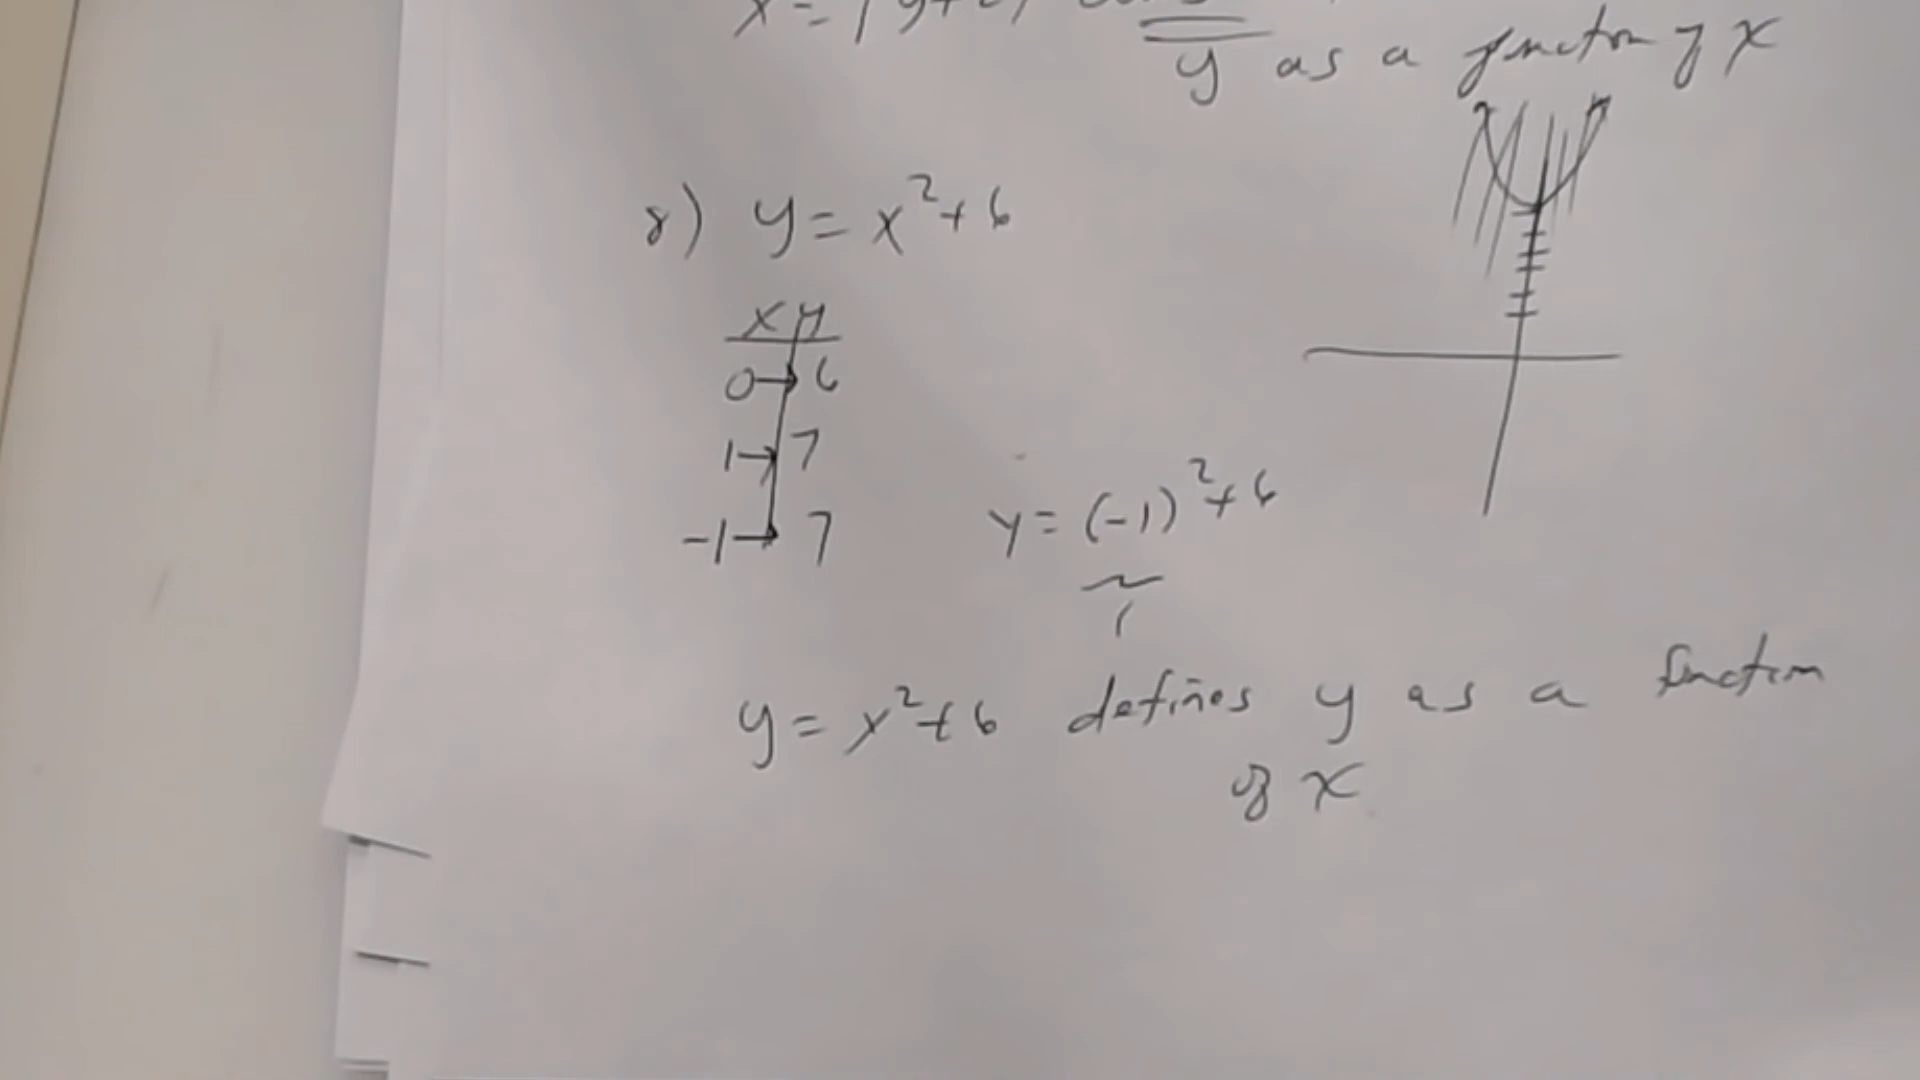 y as a function of x
8) y = x² + 6
x y
0 → 6
1 → 7
-1 → 7
y = (-1)² + 6
1
y = x² + 6 defines y as a function
of x